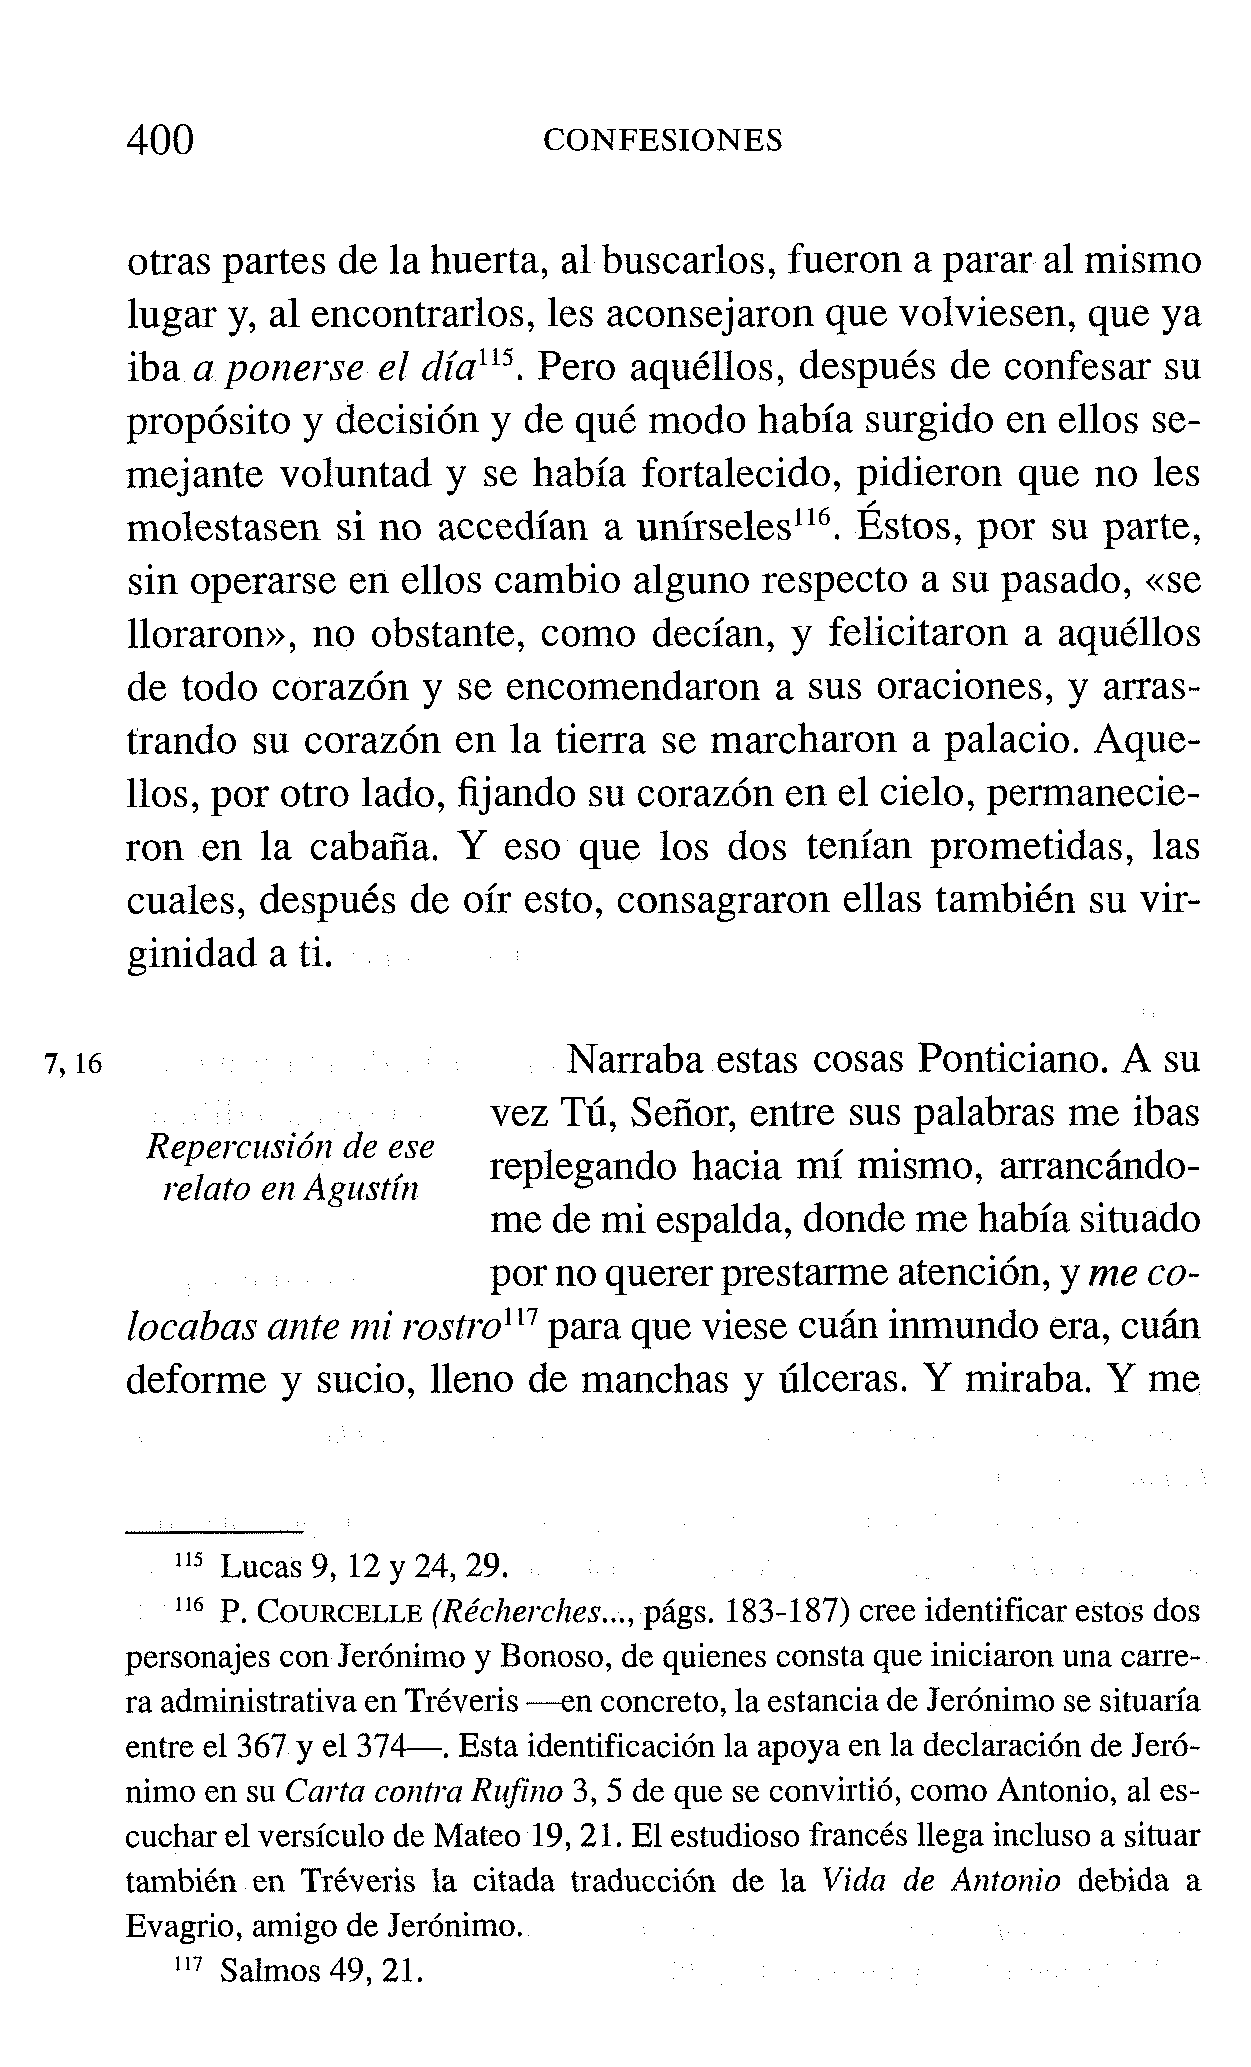 400 CONFESIONES
otras partes de la huerta, al buscarlos, fueron a parar al mismo
lugar y, al encontrarlos, les aconsejaron que volviesen, que ya
iba a ponerse el día¹¹⁵. Pero aquéllos, después de confesar su
propósito y decisión y de qué modo había surgido en ellos se-
mejante voluntad y se había fortalecido, pidieron que no les
molestasen si no accedían a unírseles¹¹⁶. Éstos, por su parte,
sin operarse en ellos cambio alguno respecto a su pasado, «se
lloraron», no obstante, como decían, y felicitaron a aquéllos
de todo corazón y se encomendaron a sus oraciones, y arras-
trando su corazón en la tierra se marcharon a palacio. Aque-
llos, por otro lado, fijando su corazón en el cielo, permanecie-
ron en la cabaña. Y eso que los dos tenían prometidas, las
cuales, después de oír esto, consagraron ellas también su vir-
ginidad a ti.
7, 16
Repercusión de ese
relato en Agustín
Narraba estas cosas Ponticiano. A su
vez Tú, Señor, entre sus palabras me ibas
replegando hacia mí mismo, arrancándo-
me de mi espalda, donde me había situado
por no querer prestarme atención, y me co-
locabas ante mi rostro¹¹⁷ para que viese cuán inmundo era, cuán
deforme y sucio, lleno de manchas y úlceras. Y miraba. Y me
¹¹⁵ Lucas 9, 12 y 24, 29.
¹¹⁶ P. COURCELLE (Récherches..., págs. 183-187) cree identificar estos dos
personajes con Jerónimo y Bonoso, de quienes consta que iniciaron una carre-
ra administrativa en Tréveris —en concreto, la estancia de Jerónimo se situaría
entre el 367 y el 374—. Esta identificación la apoya en la declaración de Jeró-
nimo en su Carta contra Rufino 3, 5 de que se convirtió, como Antonio, al es-
cuchar el versículo de Mateo 19, 21. El estudioso francés llega incluso a situar
también en Tréveris la citada traducción de la Vida de Antonio debida a
Evagrio, amigo de Jerónimo.
¹¹⁷ Salmos 49, 21.